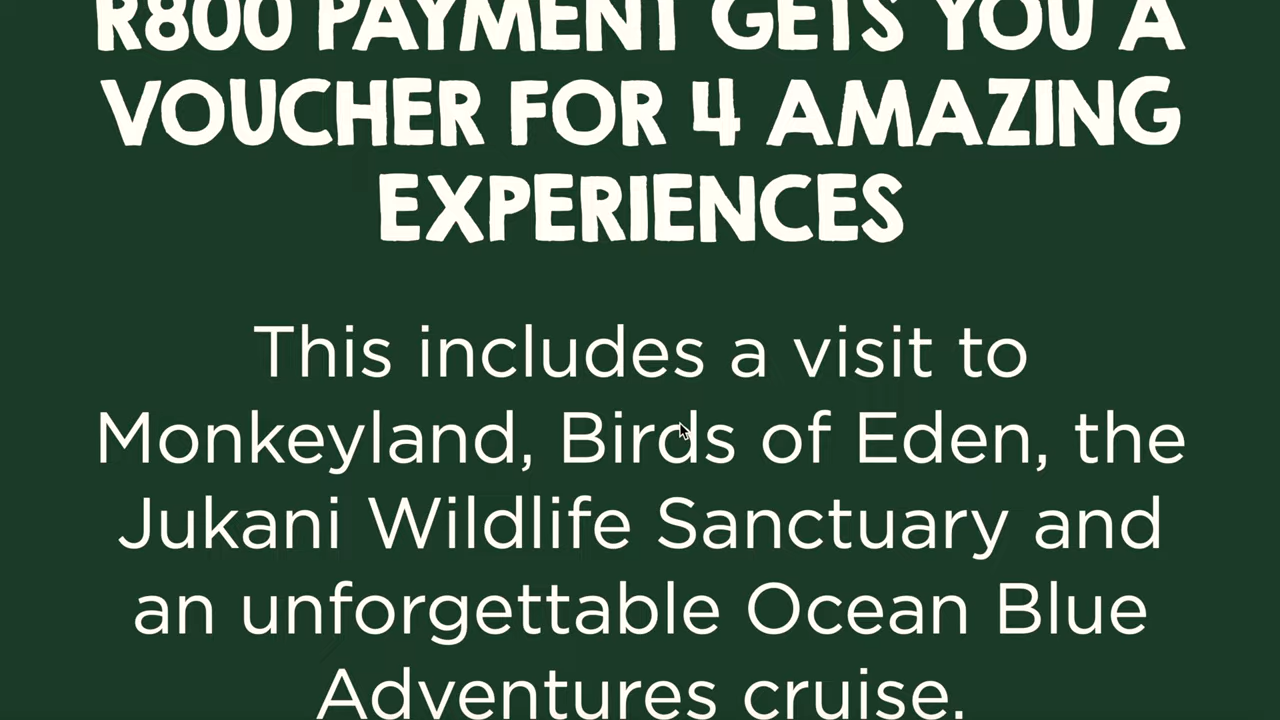 R800 PAYMENT GETS YOU A
VOUCHER FOR 4 AMAZING
EXPERIENCES
This includes a visit to
Monkeyland, Birds of Eden, the
Jukani Wildlife Sanctuary and
an unforgettable Ocean Blue
Adventures cruise.